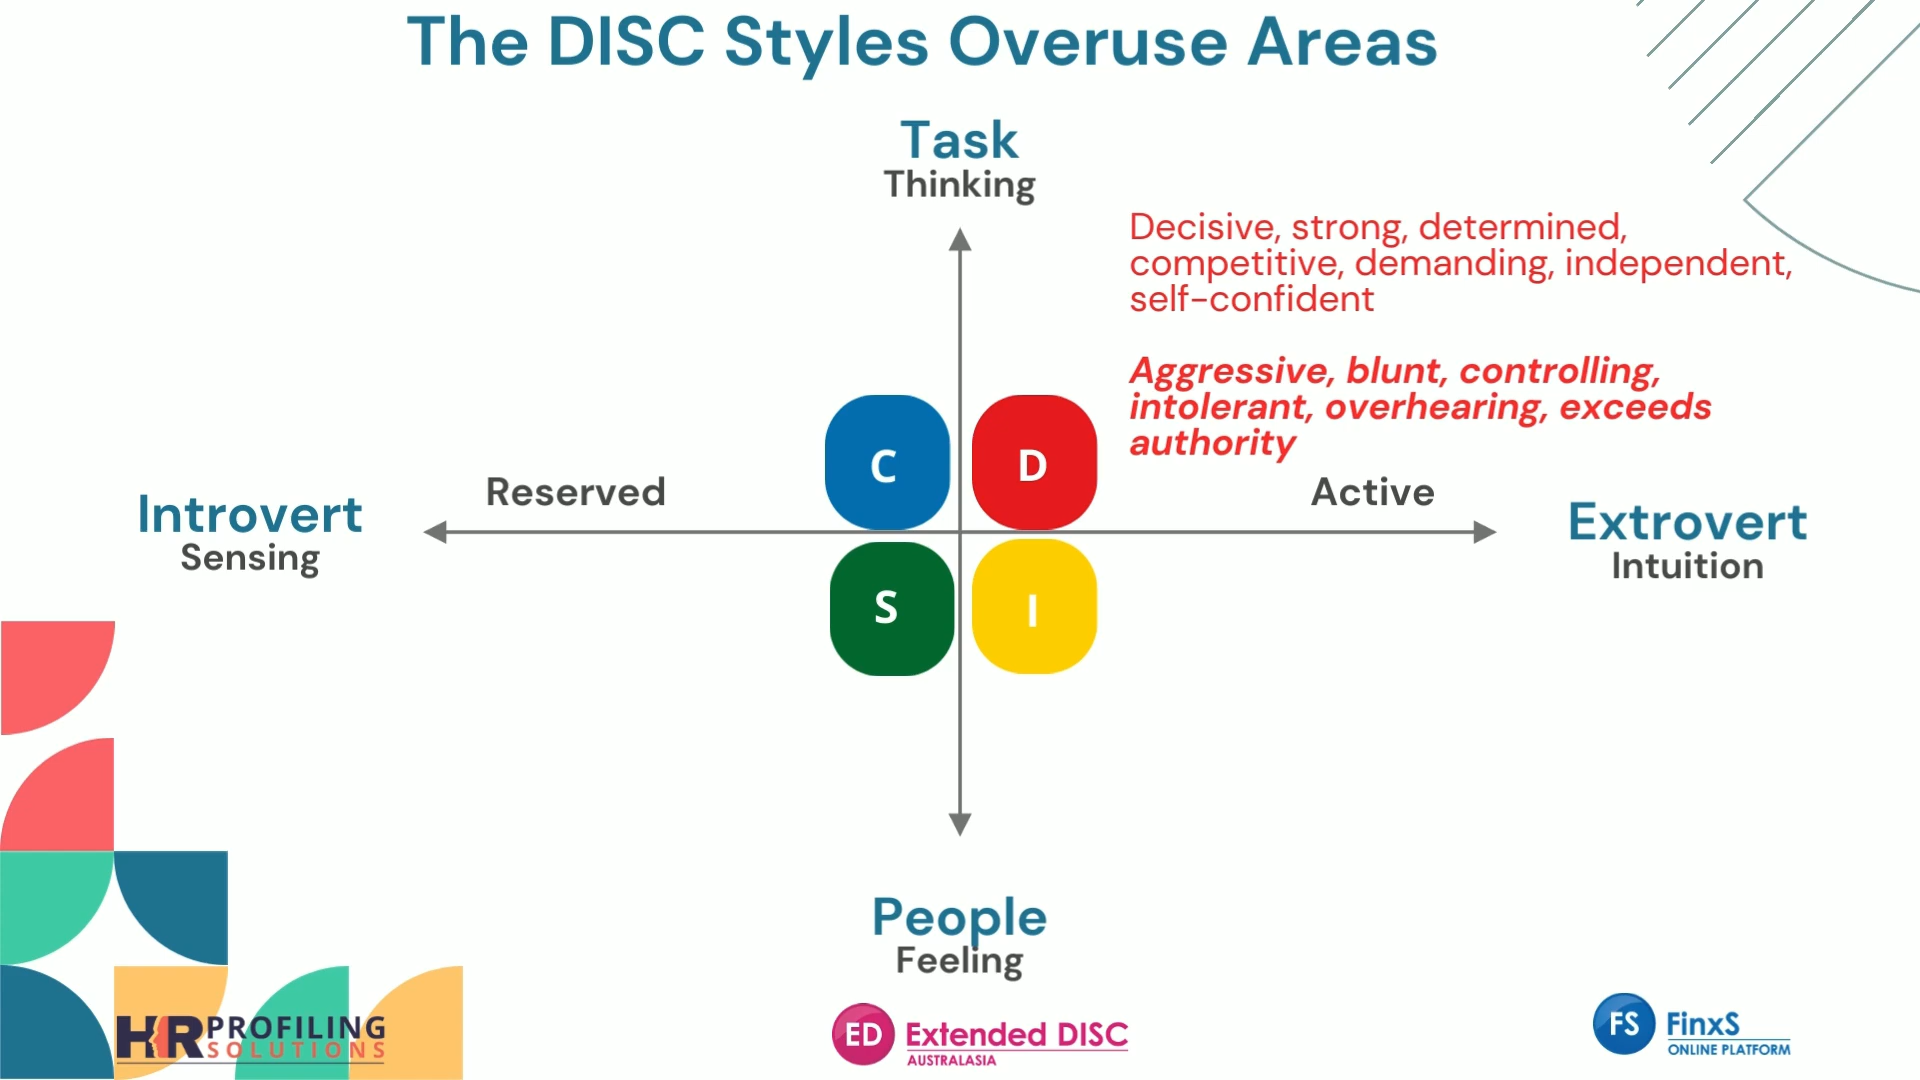 The DISC Styles Overuse Areas
Task
Thinking
Decisive, strong, determined,
competitive, demanding, independent,
self-confident
Aggressive, blunt, controlling,
intolerant, overhearing, exceeds
authority
C
D
Reserved
Active
Introvert
Sensing
Extrovert
Intuition
S
I
People
Feeling
HR PROFILING
SOLUTIONS
ED Extended DISC
AUSTRALASIA
FS FinxS
ONLINE PLATFORM